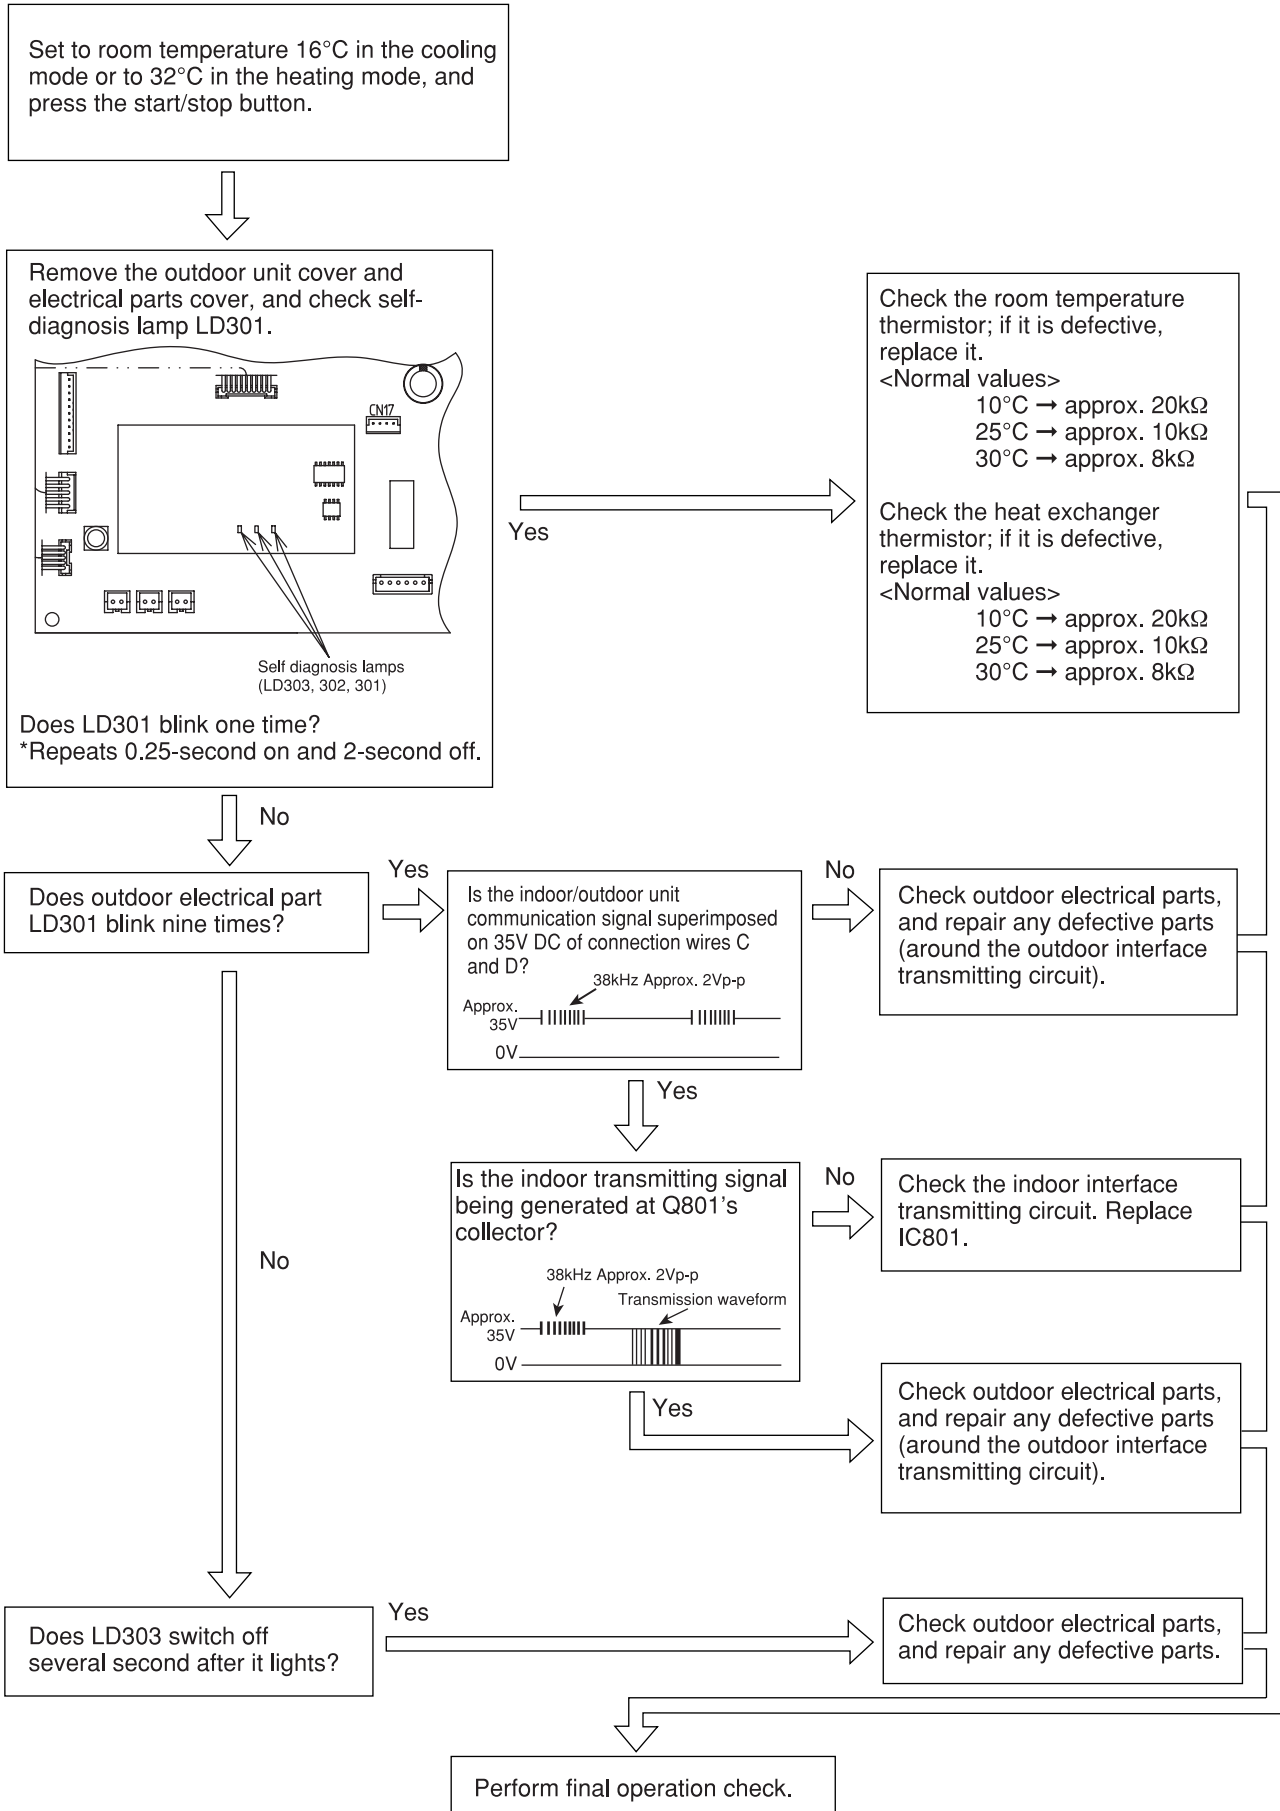 Set to room temperature 16°C in the cooling
mode or to 32°C in the heating mode, and
press the start/stop button.
Remove the outdoor unit cover and
electrical parts cover, and check self-
diagnosis lamp LD301.
CN17
Self diagnosis lamps
(LD303, 302, 301)
Does LD301 blink one time?
*Repeats 0.25-second on and 2-second off.
Yes
Check the room temperature
thermistor; if it is defective,
replace it.
<Normal values>
10°C → approx. 20kΩ
25°C → approx. 10kΩ
30°C → approx. 8kΩ
Check the heat exchanger
thermistor; if it is defective,
replace it.
<Normal values>
10°C → approx. 20kΩ
25°C → approx. 10kΩ
30°C → approx. 8kΩ
No
Does outdoor electrical part
LD301 blink nine times?
Yes
Is the indoor/outdoor unit
communication signal superimposed
on 35V DC of connection wires C
and D?
38kHz Approx. 2Vp-p
Approx.
35V
0V
No
Check outdoor electrical parts,
and repair any defective parts
(around the outdoor interface
transmitting circuit).
Yes
Is the indoor transmitting signal
being generated at Q801's
collector?
38kHz Approx. 2Vp-p
Transmission waveform
Approx.
35V
0V
No
Check the indoor interface
transmitting circuit. Replace
IC801.
No
Yes
Check outdoor electrical parts,
and repair any defective parts
(around the outdoor interface
transmitting circuit).
Does LD303 switch off
several second after it lights?
Yes
Check outdoor electrical parts,
and repair any defective parts.
Perform final operation check.